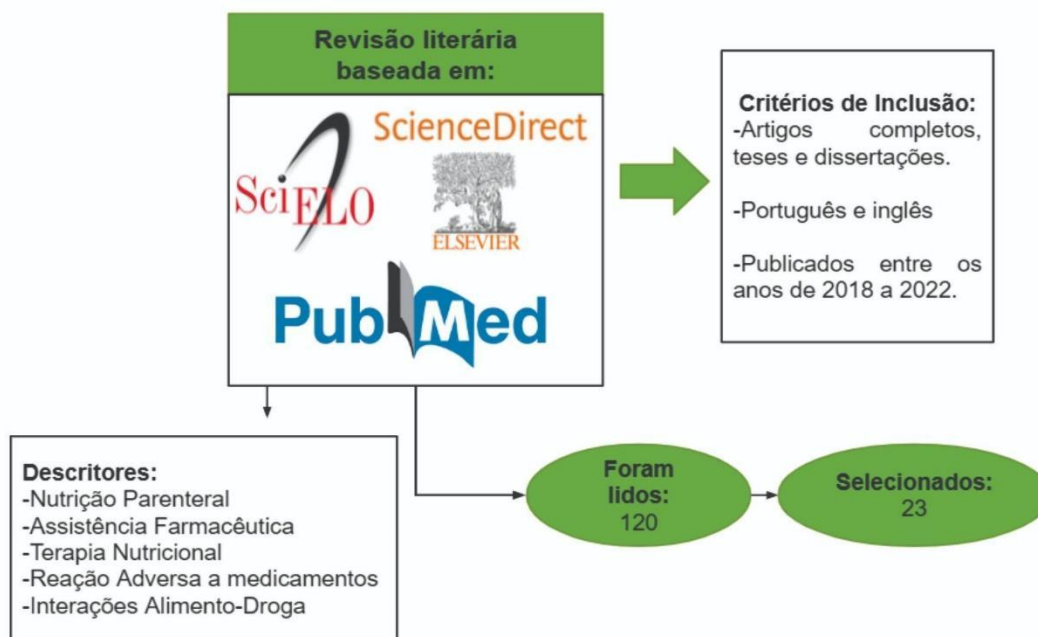 Revisão literária
baseada em:
ScienceDirect
SciELO
ELSEVIER
PubMed
Critérios de Inclusão:
-Artigos completos,
teses e dissertações.
-Português e inglês
-Publicados entre os
anos de 2018 a 2022.
Descritores:
-Nutrição Parenteral
-Assistência Farmacêutica
-Terapia Nutricional
-Reação Adversa a medicamentos
-Interações Alimento-Droga
Foram
lidos:
120
Selecionados:
23